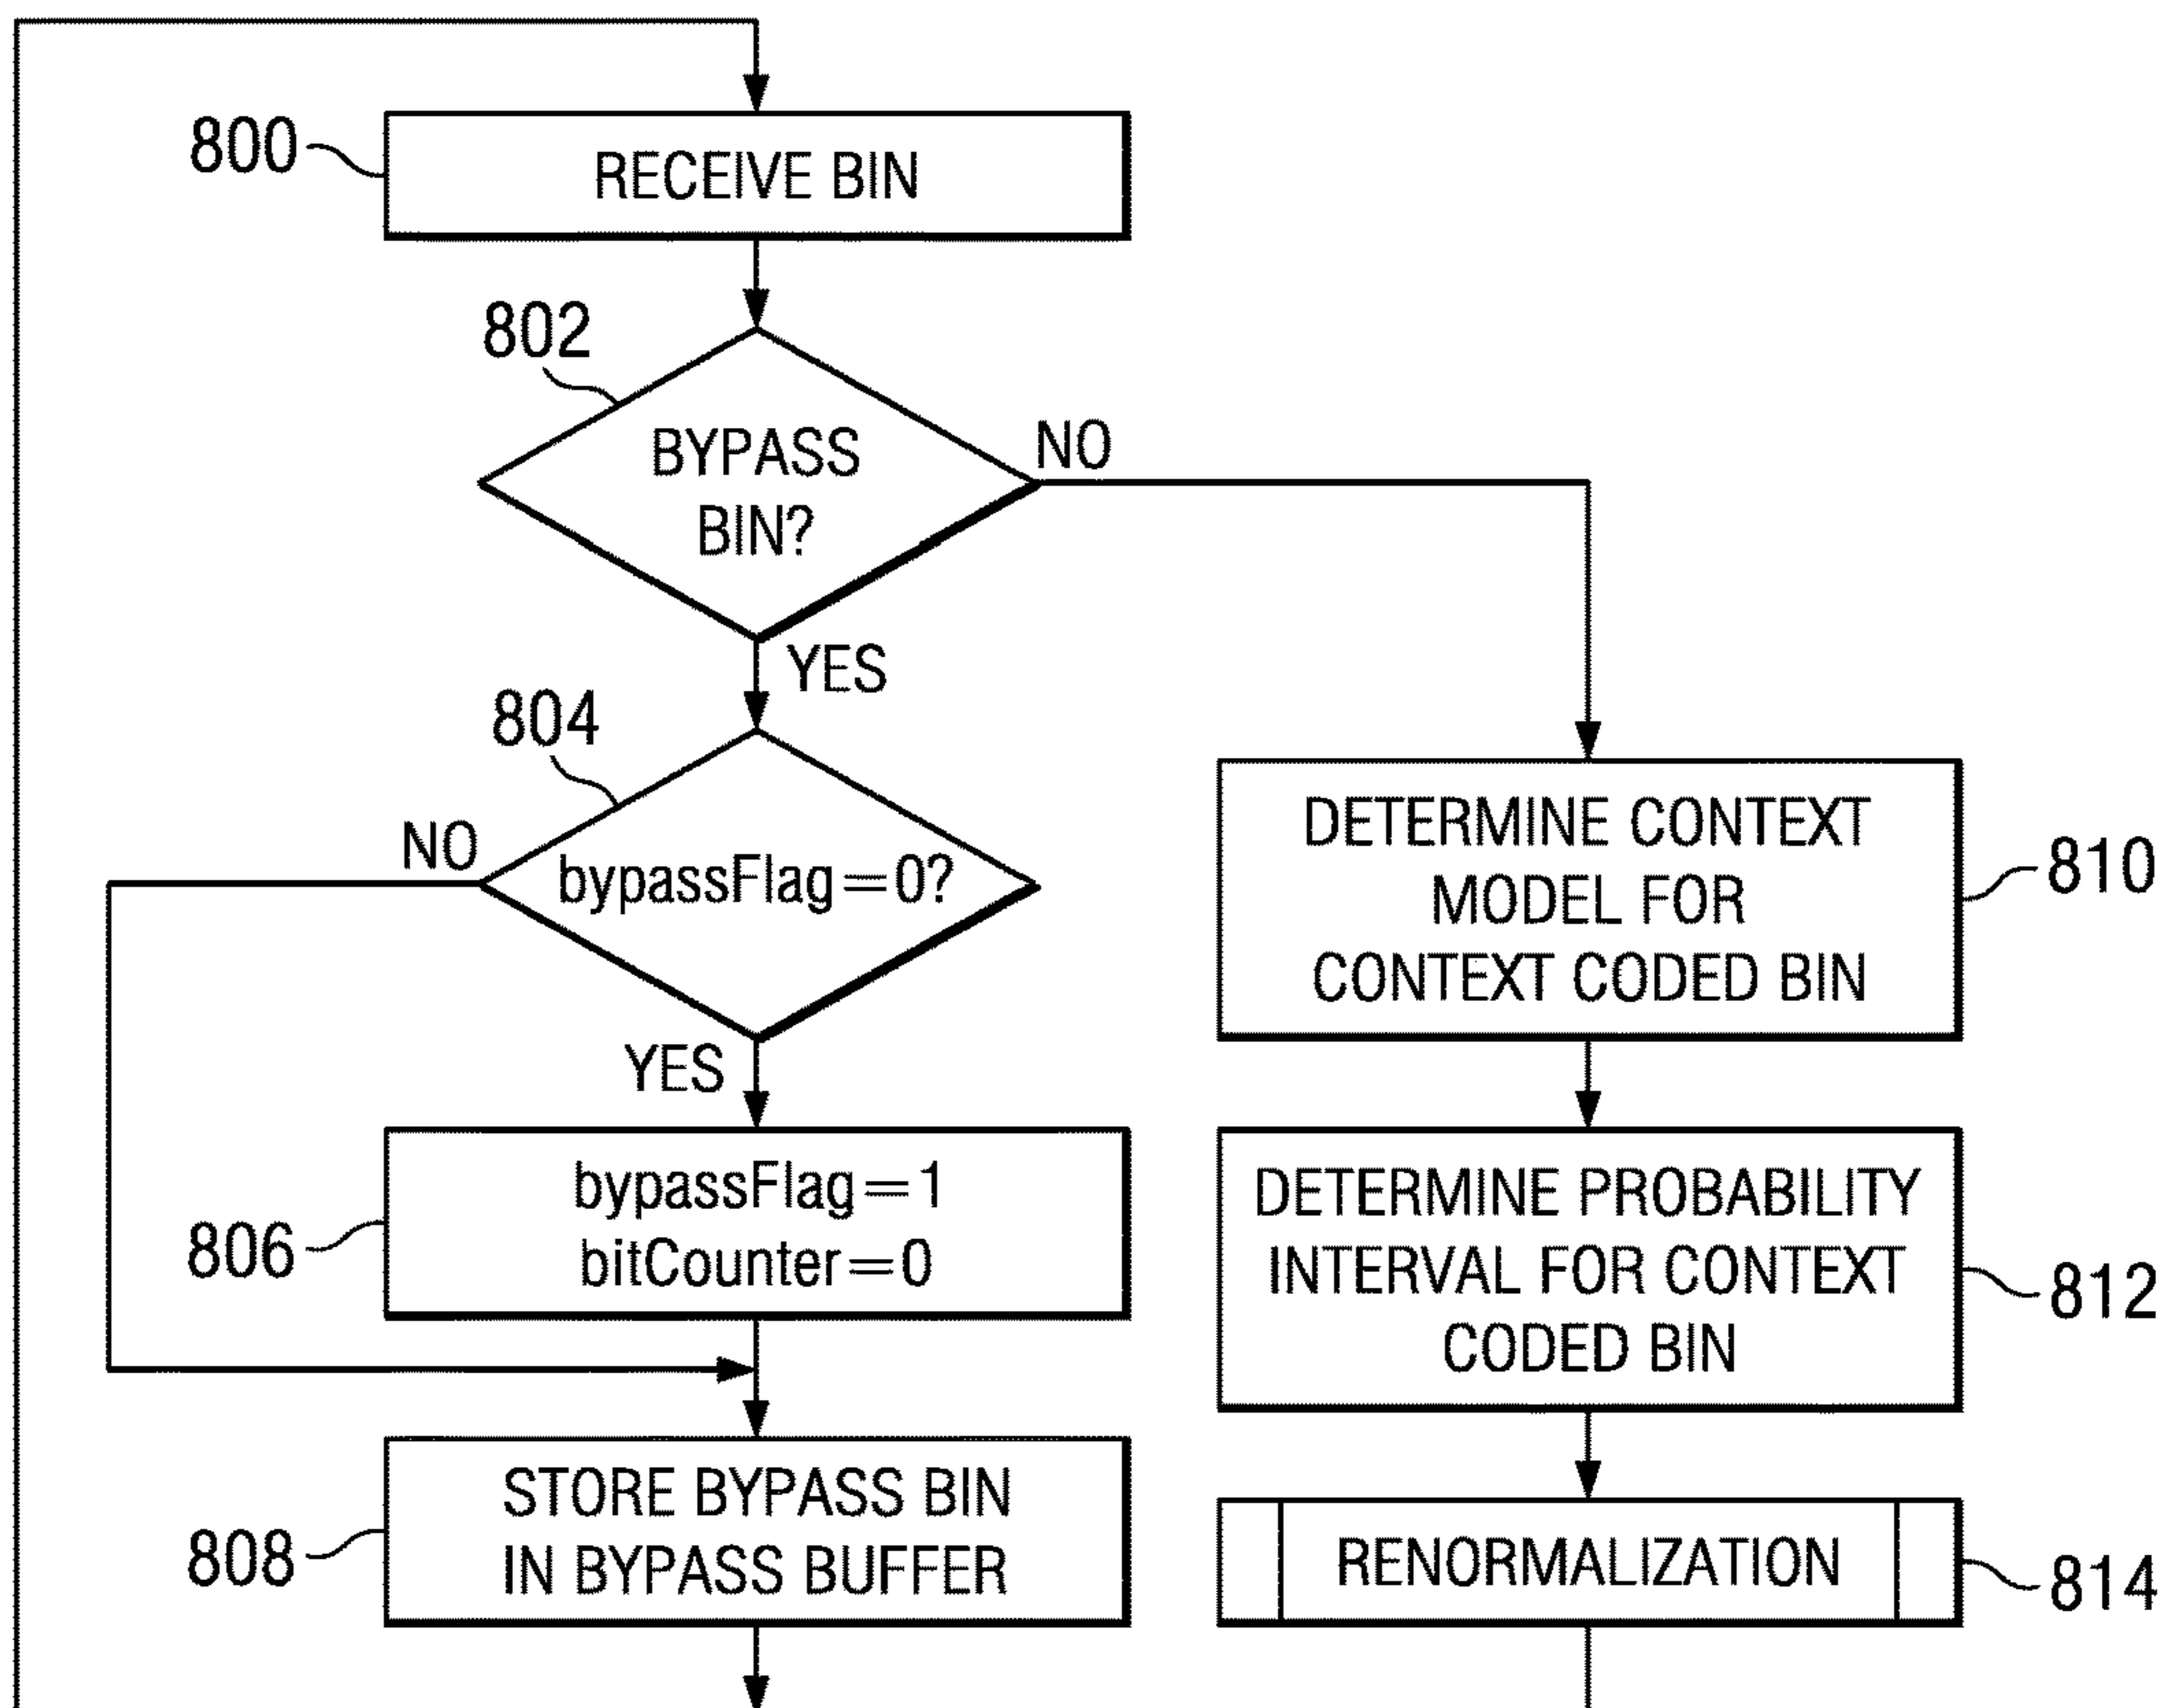 800
RECEIVE BIN
802
BYPASS
BIN?
NO
YES
804
NO
bypassFlag=0?
YES
806
bypassFlag=1
bitCounter=0
808
STORE BYPASS BIN
IN BYPASS BUFFER
DETERMINE CONTEXT
MODEL FOR
CONTEXT CODED BIN
810
DETERMINE PROBABILITY
INTERVAL FOR CONTEXT
CODED BIN
812
RENORMALIZATION
814